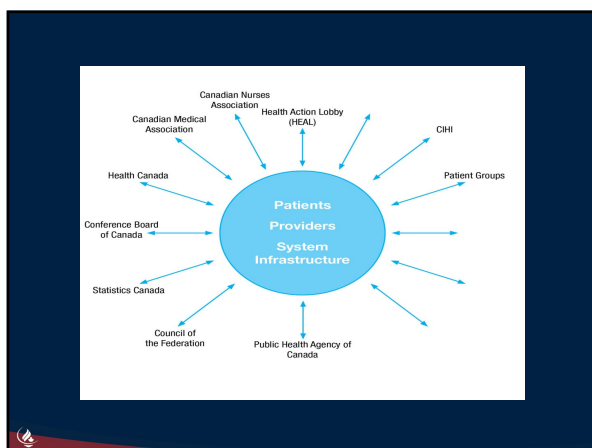 Canadian Nurses
Association
Health Action Lobby
(HEAL)
Canadian Medical
Association
CIHI
Health Canada
Patient Groups
Patients
Providers
System
Infrastructure
Conference Board
of Canada
Statistics Canada
Council of
the Federation
Public Health Agency of
Canada